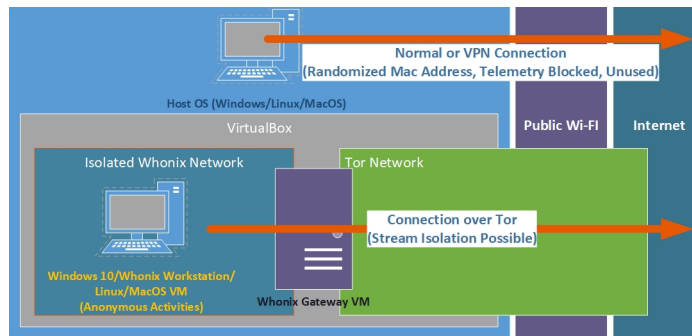 Normal or VPN Connection
(Randomized Mac Address, Telemetry Blocked, Unused)
Host OS (Windows/Linux/MacOS)
VirtualBox
Public Wi-FI
Internet
Isolated Whonix Network
Tor Network
Connection over Tor
(Stream Isolation Possible)
Windows 10/Whonix Workstation/
Linux/MacOS VM
(Anonymous Activities)
Whonix Gateway VM